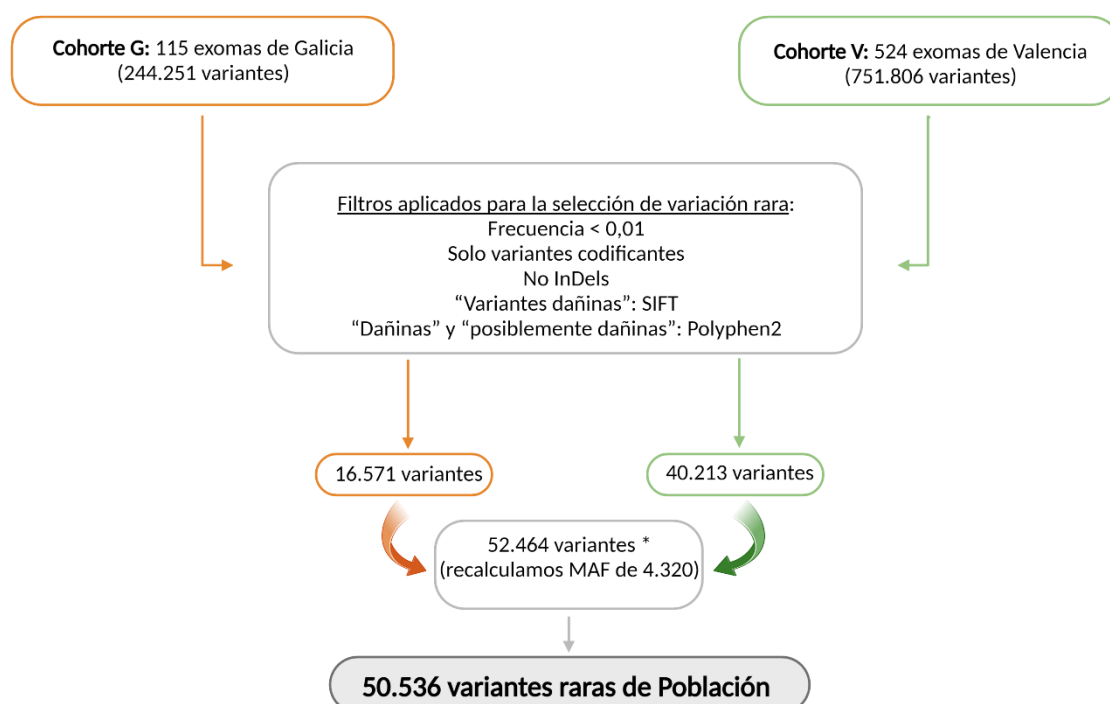 Cohorte G: 115 exomas de Galicia
(244.251 variantes)
Cohorte V: 524 exomas de Valencia
(751.806 variantes)
Filtros aplicados para la selección de variación rara:
Frecuencia < 0,01
Solo variantes codificantes
No InDels
“Variantes dañinas”: SIFT
“Dañinas” y “posiblemente dañinas”: Polyphen2
16.571 variantes
40.213 variantes
52.464 variantes *
(recalculamos MAF de 4.320)
50.536 variantes raras de Población